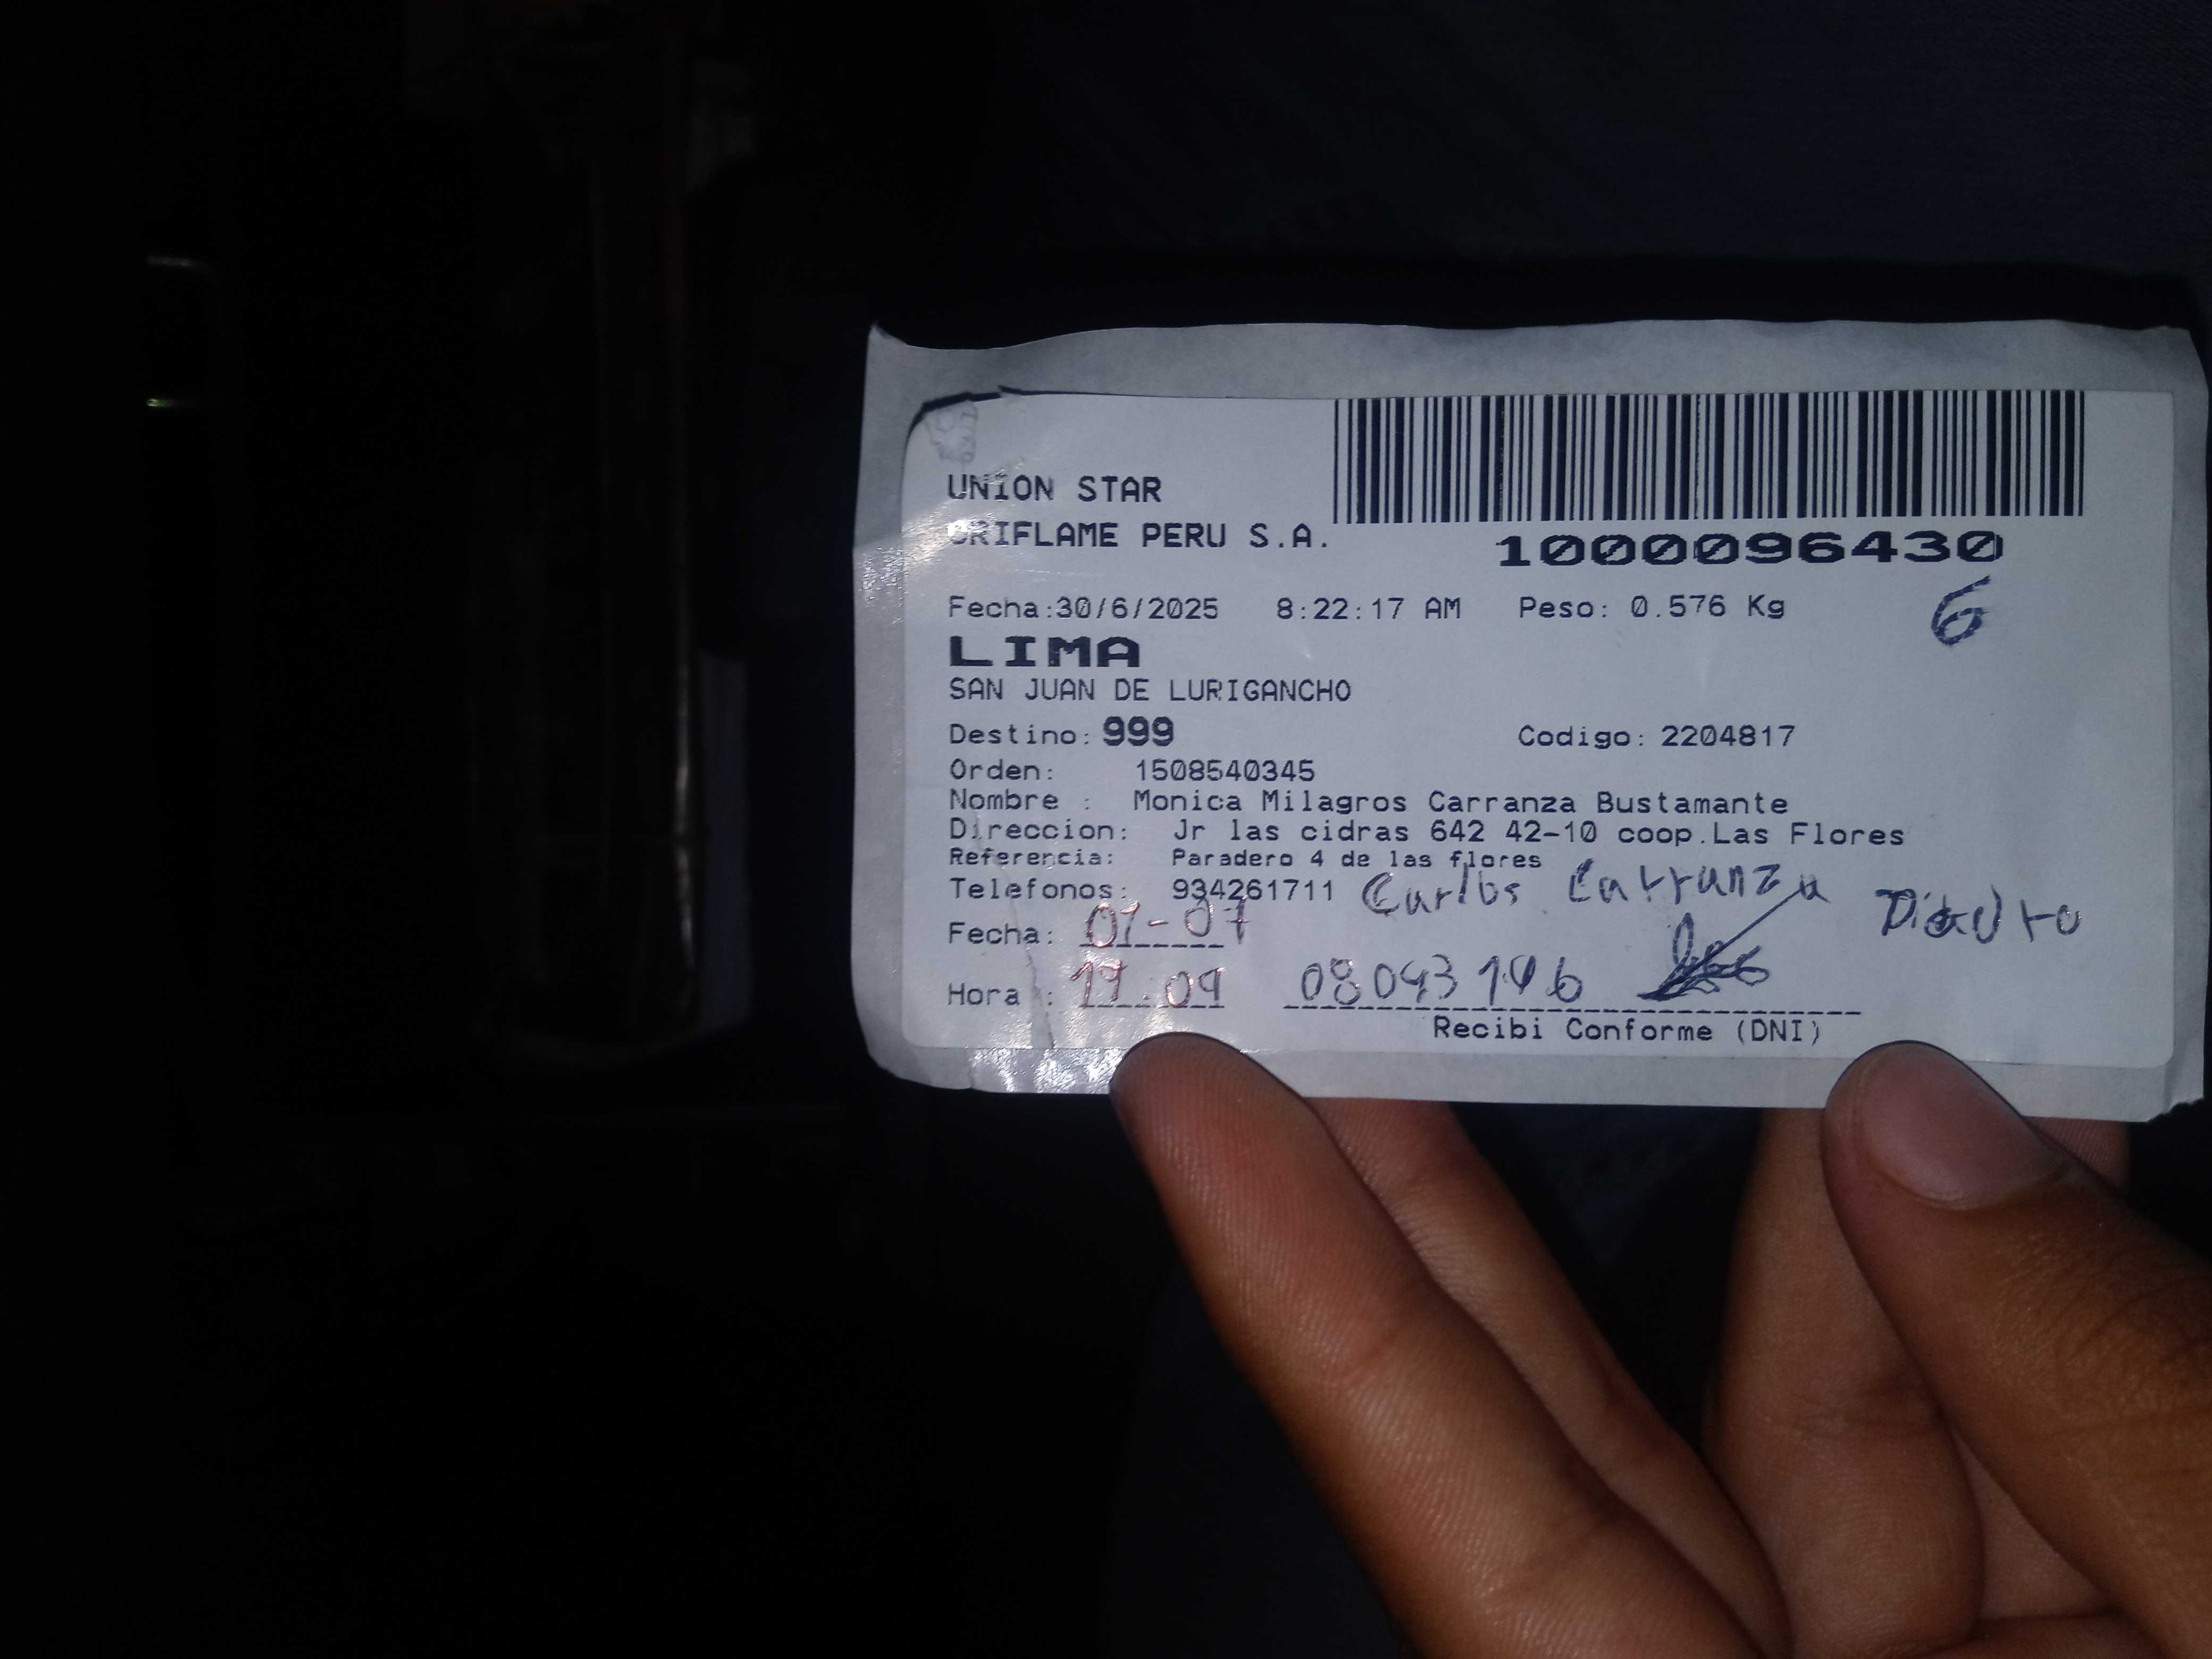 UNION STAR
ORIFLAME PERU S.A.
1000096430
Fecha:30/6/2025 8:22:17 AM Peso: 0.576 Kg 6
LIMA
SAN JUAN DE LURIGANCHO
Destino: 999 Codigo: 2204817
Orden: 1508540345
Nombre : Monica Milagros Carranza Bustamante
Direccion: Jr las cidras 642 42-10 coop.Las Flores
Referencia: Paradero 4 de las flores
Telefonos: 934261711 Carlos Carranza
Fecha: 01-07
Hora :
Recibi Conforme (DNI)